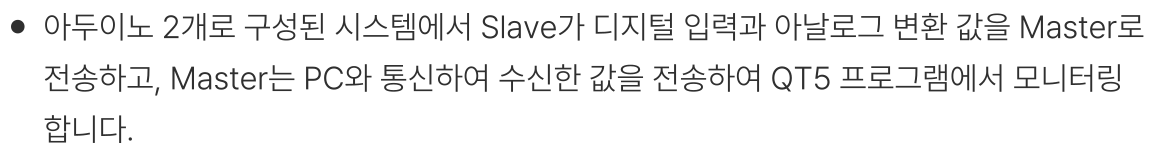 • 아두이노 2개로 구성된 시스템에서 Slave가 디지털 입력과 아날로그 변환 값을 Master로
전송하고, Master는 PC와 통신하여 수신한 값을 전송하여 QT5 프로그램에서 모니터링
합니다.